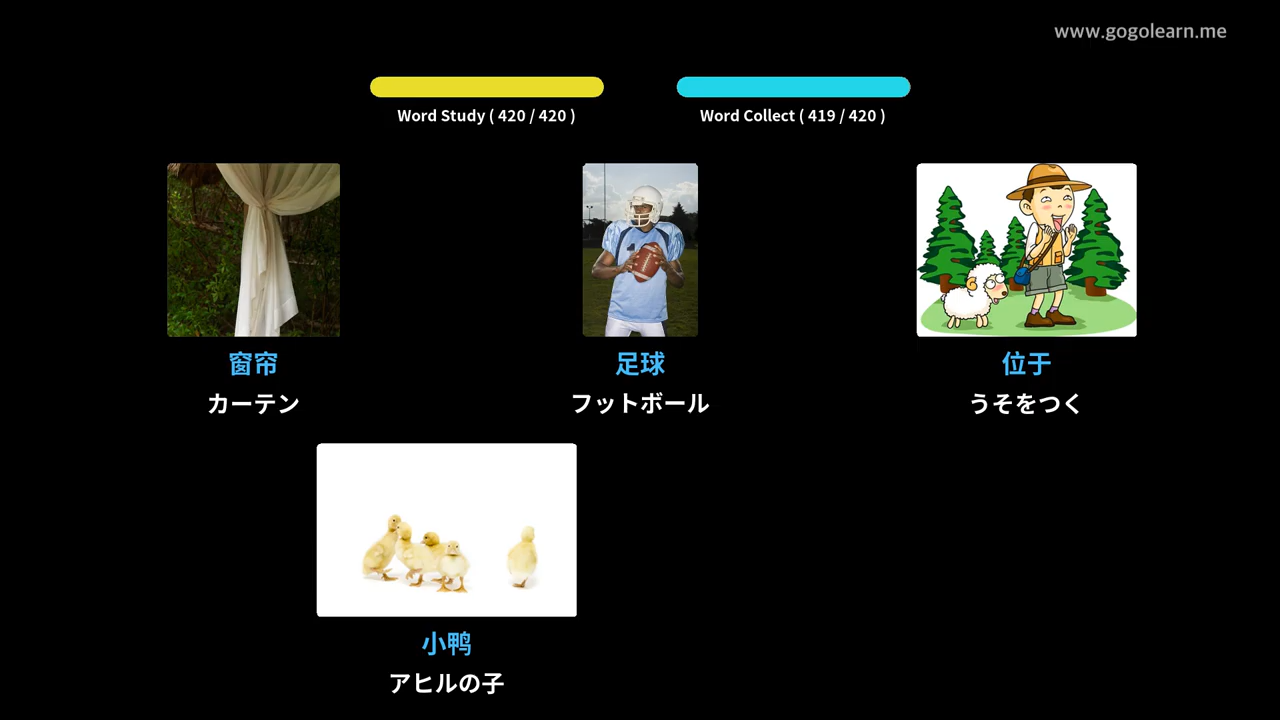 www.gogolearn.me
Word Study ( 420 / 420 )
Word Collect ( 419 / 420 )
窗帘
カーテン
足球
フットボール
位于
うそをつく
小鸭
アヒルの子